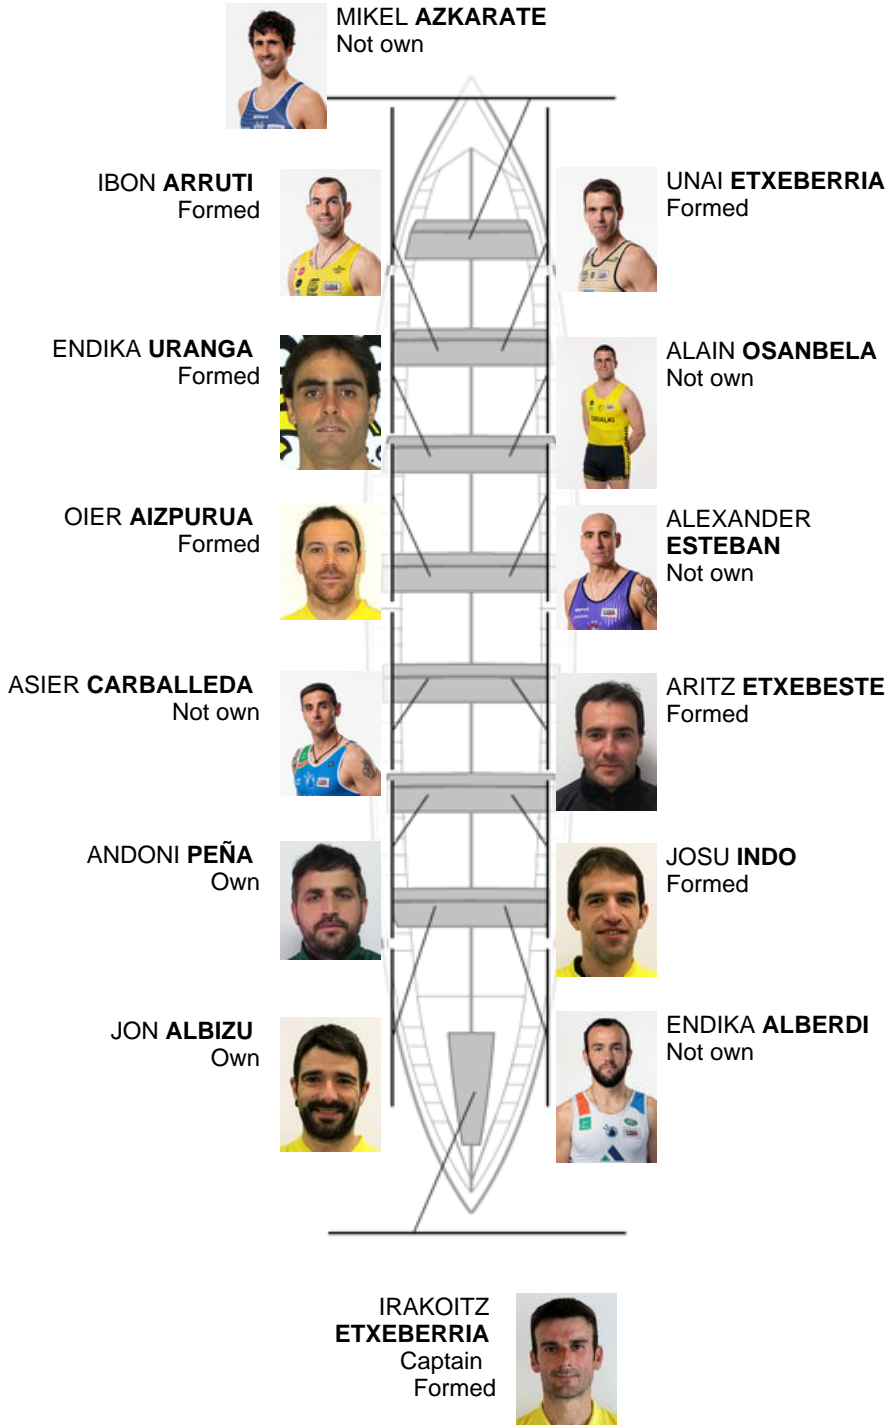 MIKEL AZKARATE
Not own
IBON ARRUTI
Formed
UNAI ETXEBERRIA
Formed
ENDIKA URANGA
Formed
ALAIN OSANBELA
Not own
OIER AIZPURUA
Formed
ALEXANDER
ESTEBAN
Not own
ASIER CARBALLEDA
Not own
ARITZ ETXEBESTE
Formed
ANDONI PEÑA
Own
JOSU INDO
Formed
JON ALBIZU
Own
ENDIKA ALBERDI
Not own
IRAKOITZ
ETXEBERRIA
Captain
Formed